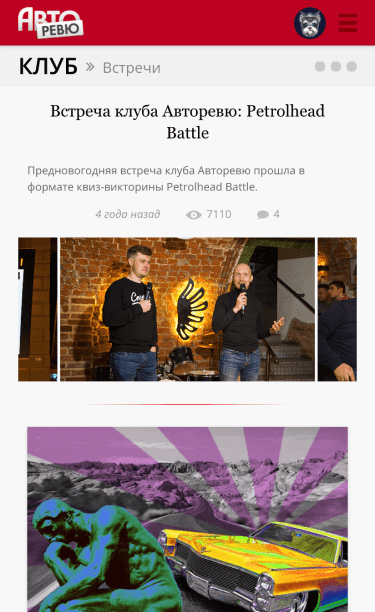 АВТО
РЕВЮ
КЛУБ » Встречи
Встреча клуба Авторевю: Petrolhead
Battle
Предновогодняя встреча клуба Авторевю прошла в
формате квиз-викторины Petrolhead Battle.
4 года назад 7110 4